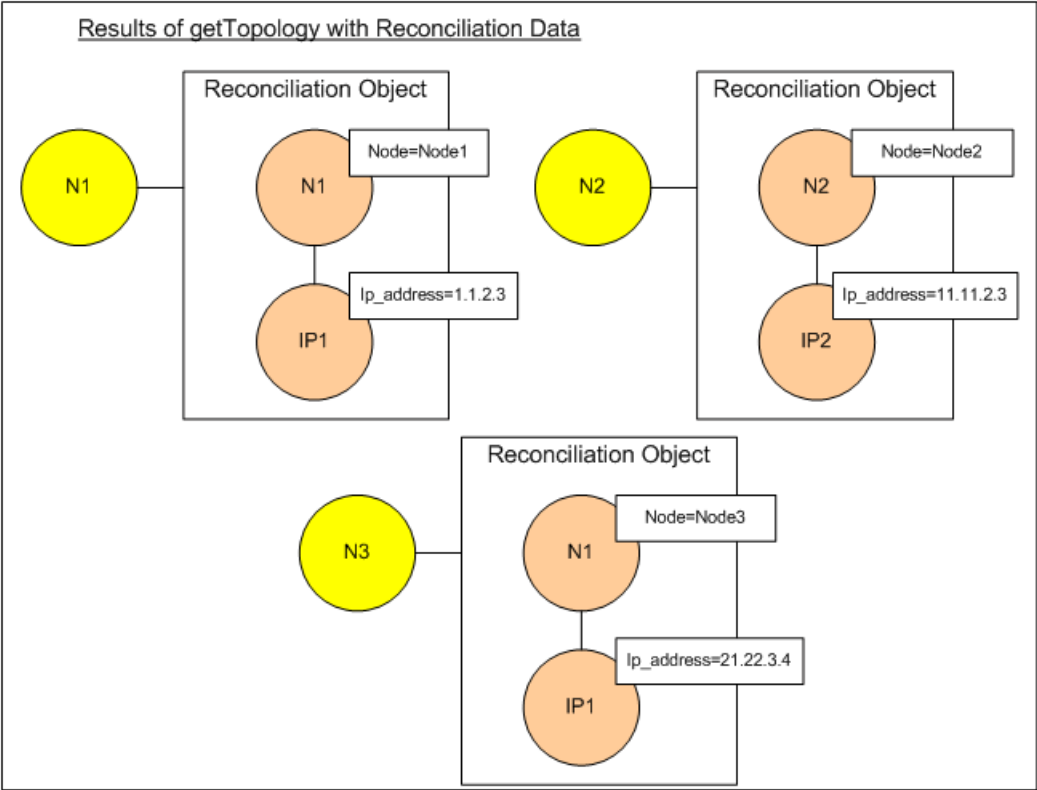 Results of getTopology with Reconciliation Data
Reconciliation Object
N1
N1
Node=Node1
IP1
Ip_address=1.1.2.3
Reconciliation Object
N2
N2
Node=Node2
IP2
Ip_address=11.11.2.3
Reconciliation Object
N3
N1
Node=Node3
IP1
Ip_address=21.22.3.4